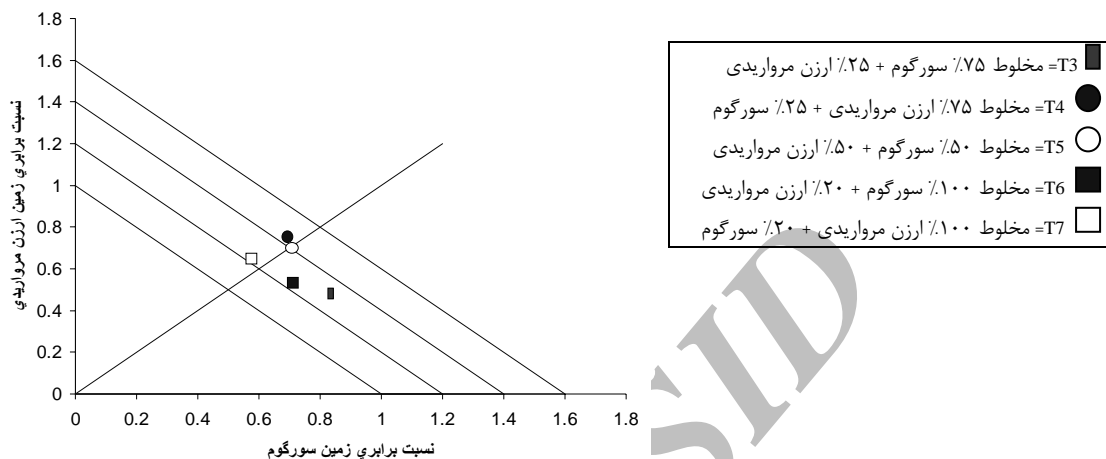 1.8
1.6
1.4
1.2
1
0.8
0.6
0.4
0.2
0
0 0.2 0.4 0.6 0.8 1 1.2 1.4 1.6 1.8
نسبت برابري زمين ارزن مرواريدي
نسبت برابري زمين سورگوم
T3= مخلوط ۷۵٪ سورگوم + ۲۵٪ ارزن مرواریدی
T4= مخلوط ۷۵٪ ارزن مرواریدی + ۲۵٪ سورگوم
T5= مخلوط ۵۰٪ سورگوم + ۵۰٪ ارزن مرواریدی
T6= مخلوط ۱۰۰٪ سورگوم + ۲۰٪ ارزن مرواریدی
T7= مخلوط ۱۰۰٪ ارزن مرواریدی + ۲۰٪ سورگوم
SID